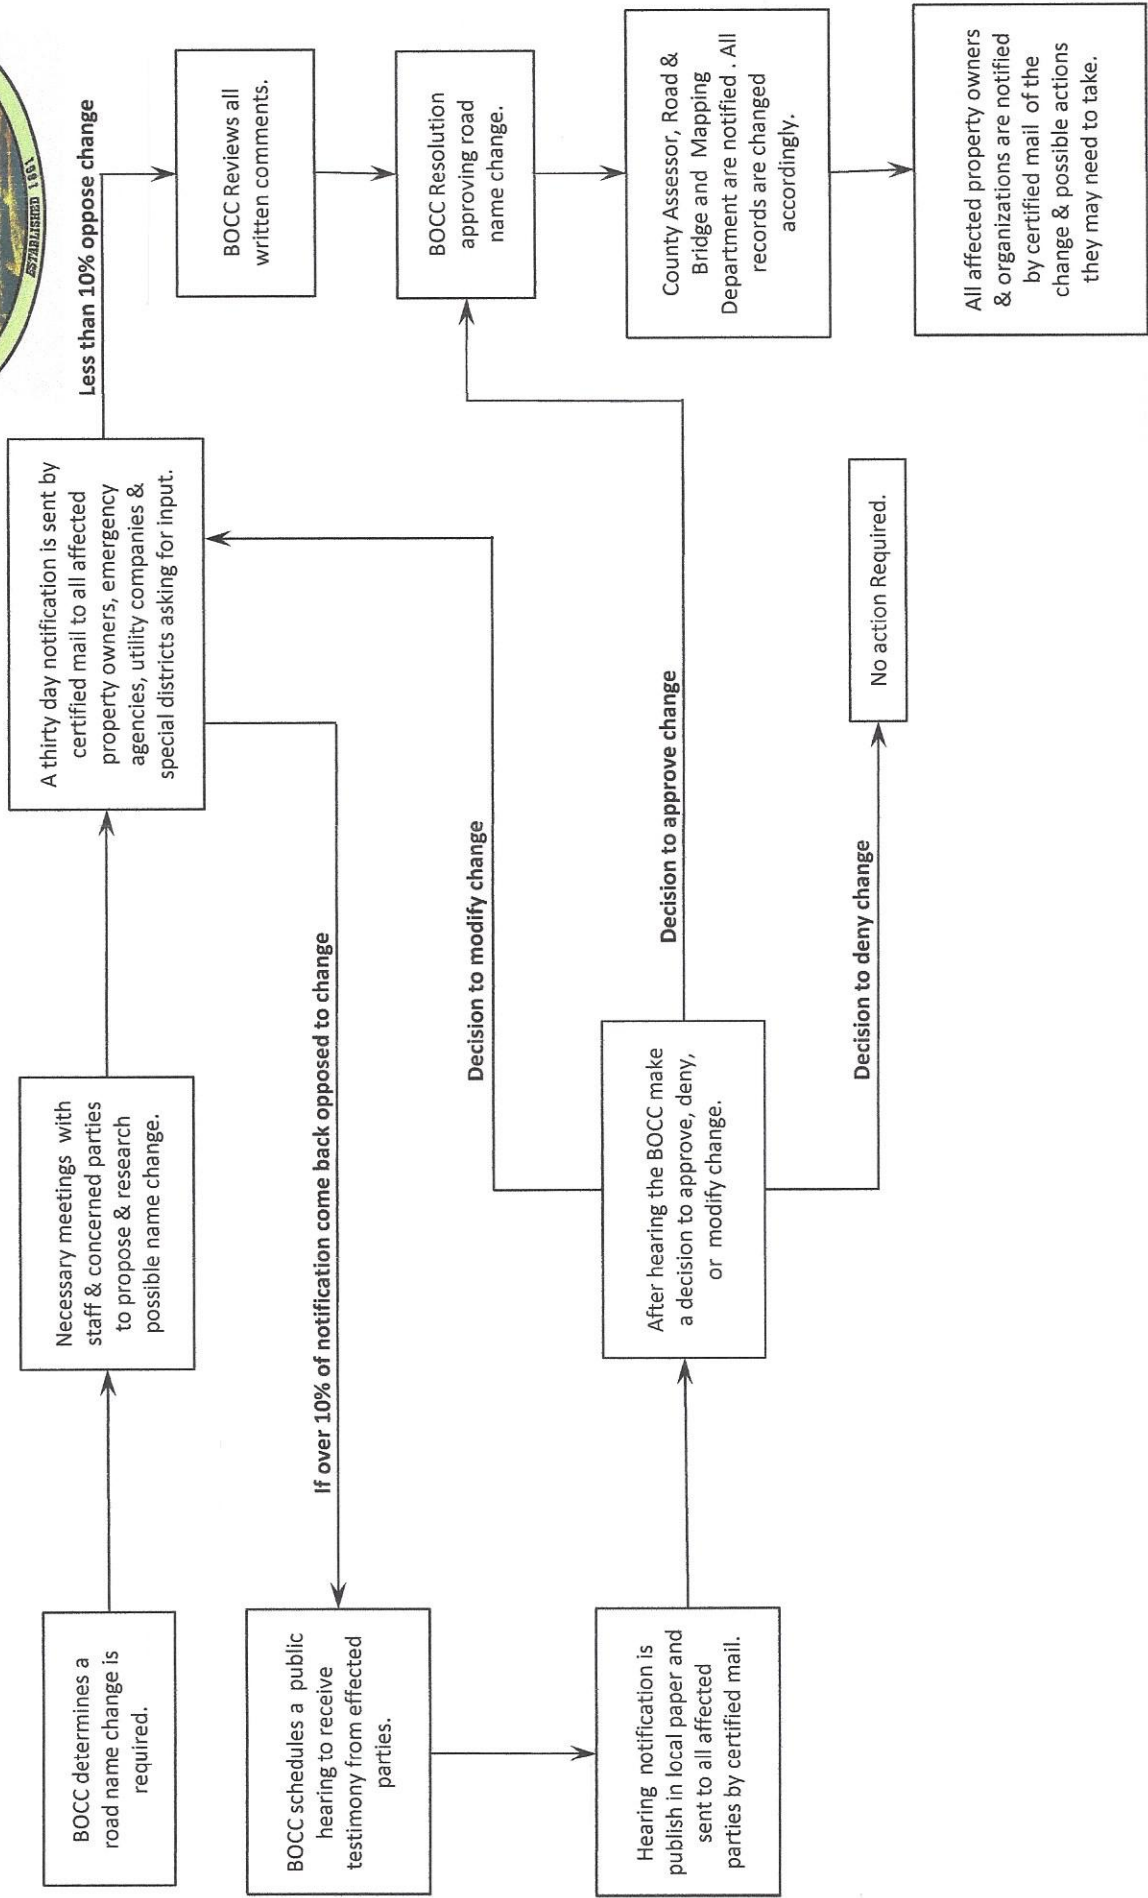 ESTABLISHED 1861
BOCC determines a
road name change is
required.
Necessary meetings with
staff & concerned parties
to propose & research
possible name change.
A thirty day notification is sent by
certified mail to all affected
property owners, emergency
agencies, utility companies &
special districts asking for input.
Less than 10% oppose change
BOCC Reviews all
written comments.
BOCC Resolution
approving road
name change.
County Assessor, Road &
Bridge and Mapping
Department are notified . All
records are changed
accordingly.
All affected property owners
& organizations are notified
by certified mail of the
change & possible actions
they may need to take.
If over 10% of notification come back opposed to change
BOCC schedules a public
hearing to receive
testimony from effected
parties.
Hearing notification is
publish in local paper and
sent to all affected
parties by certified mail.
After hearing the BOCC make
a decision to approve, deny,
or modify change.
Decision to modify change
Decision to approve change
Decision to deny change
No action Required.